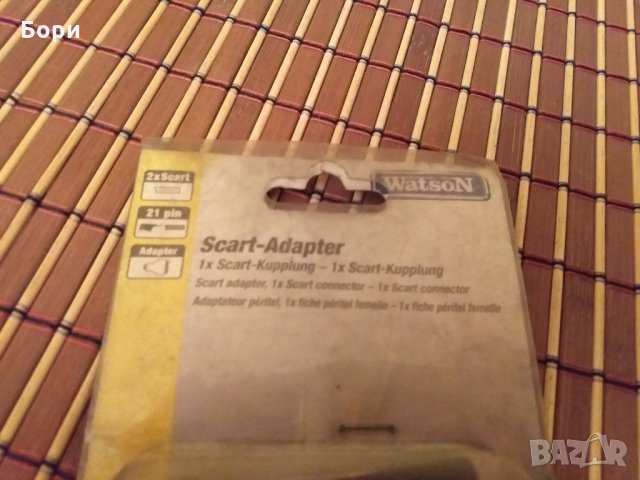 Бори
2xScart
21 pin
Adapter
WatsoN
Scart-Adapter
1x Scart-Kupplung – 1x Scart-Kupplung
Scart adapter, 1x Scart connector – 1x Scart connector
Adaptateur péritel, 1x fiche péritel femelle – 1x fiche péritel femelle
BAZAR